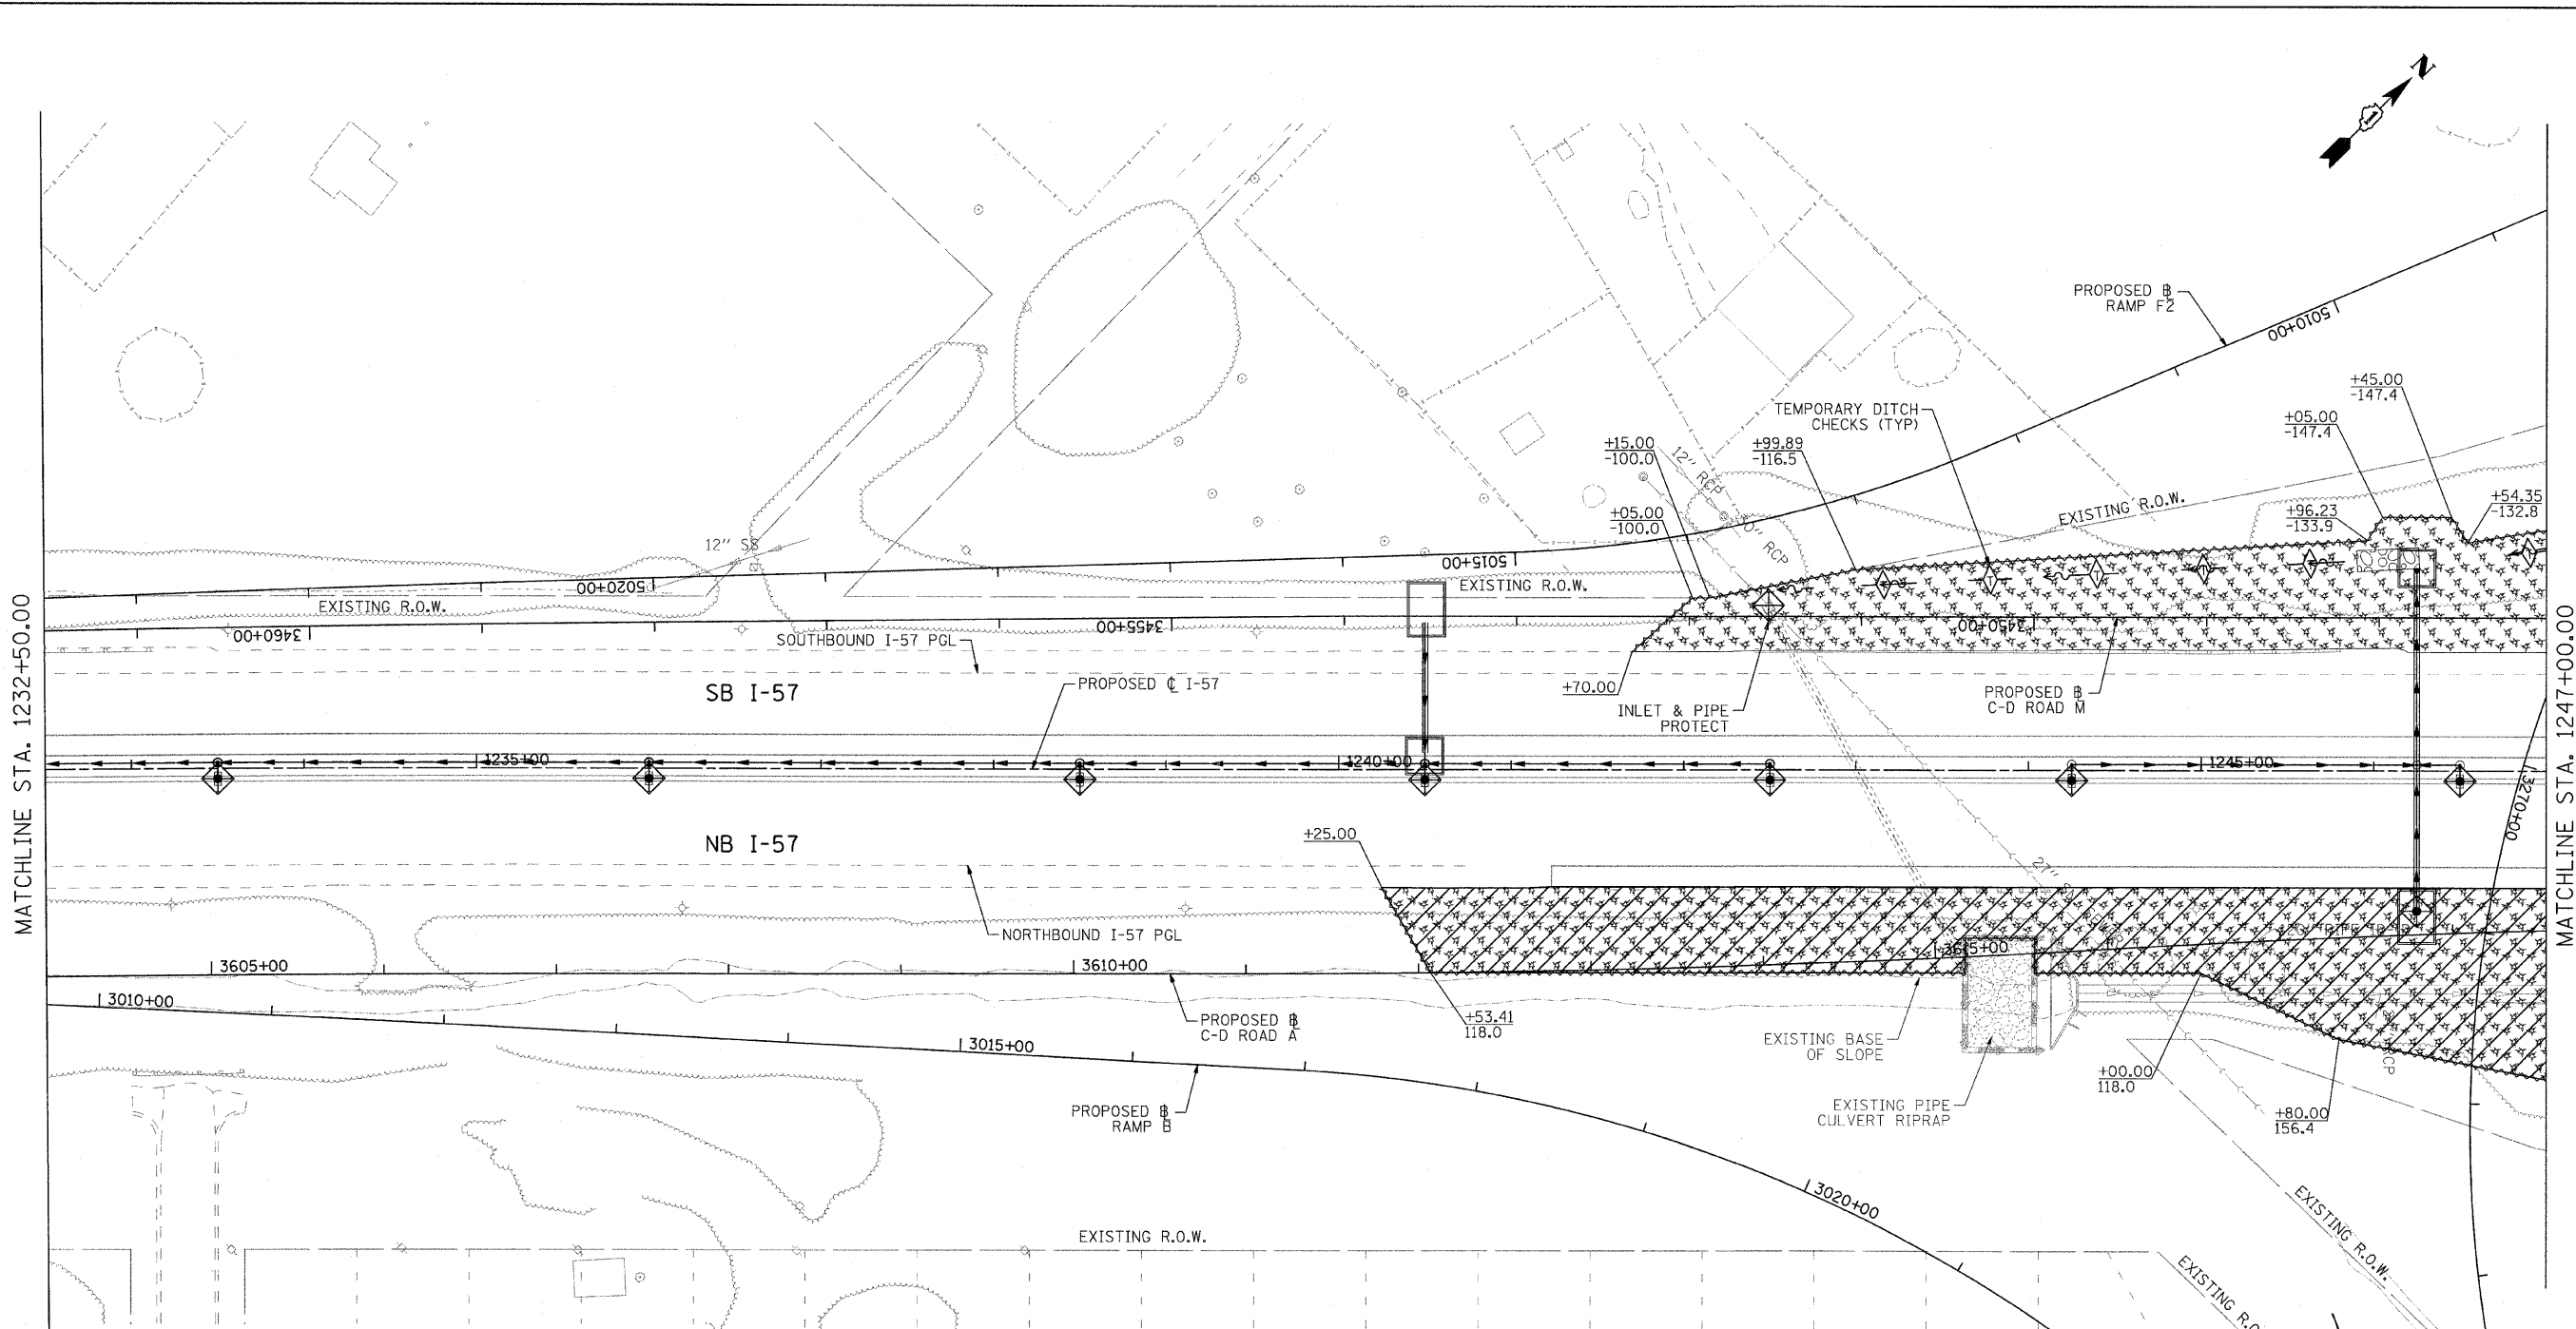 N
1
PROPOSED ⅊
RAMP F2
5010+00
+45.00
-147.4
+05.00
-147.4
TEMPORARY DITCH
CHECKS (TYP)
+15.00
-100.0
+99.89
-116.5
12" RCP
+05.00
-100.0
EXISTING R.O.W.
+96.23
-133.9
+54.35
-132.8
12" SS
5020+00
5015+00
EXISTING R.O.W.
EXISTING R.O.W.
3460+00
3455+00
3450+00
SOUTHBOUND I-57 PGL
SB I-57
PROPOSED ℄ I-57
+70.00
INLET & PIPE
PROTECT
PROPOSED ⅊
C-D ROAD M
MATCHLINE STA. 1232+50.00
MATCHLINE STA. 1247+00.00
1235+00
1240+00
1245+00
3270+00
NB I-57
+25.00
27"
NORTHBOUND I-57 PGL
3605+00
3610+00
3615+00
3010+00
PROPOSED ⅊
C-D ROAD A
3015+00
+53.41
118.0
EXISTING BASE
OF SLOPE
+00.00
118.0
RCP
PROPOSED ⅊
RAMP B
EXISTING PIPE
CULVERT RIPRAP
+80.00
156.4
3020+00
EXISTING R.O.W.
EXISTING R.O.W.
EXISTING R.O.